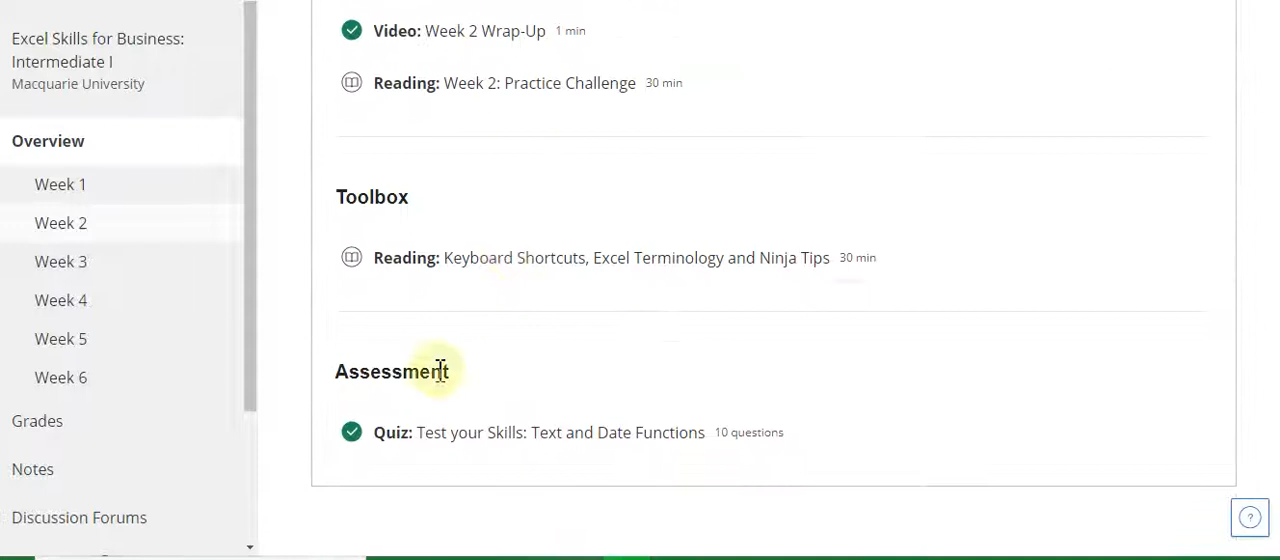 Excel Skills for Business:
Intermediate I
Macquarie University
Overview
Week 1
Week 2
Week 3
Week 4
Week 5
Week 6
Grades
Notes
Discussion Forums
Video: Week 2 Wrap-Up 1 min
Reading: Week 2: Practice Challenge 30 min
Toolbox
Reading: Keyboard Shortcuts, Excel Terminology and Ninja Tips 30 min
Assessment
Quiz: Test your Skills: Text and Date Functions 10 questions
?